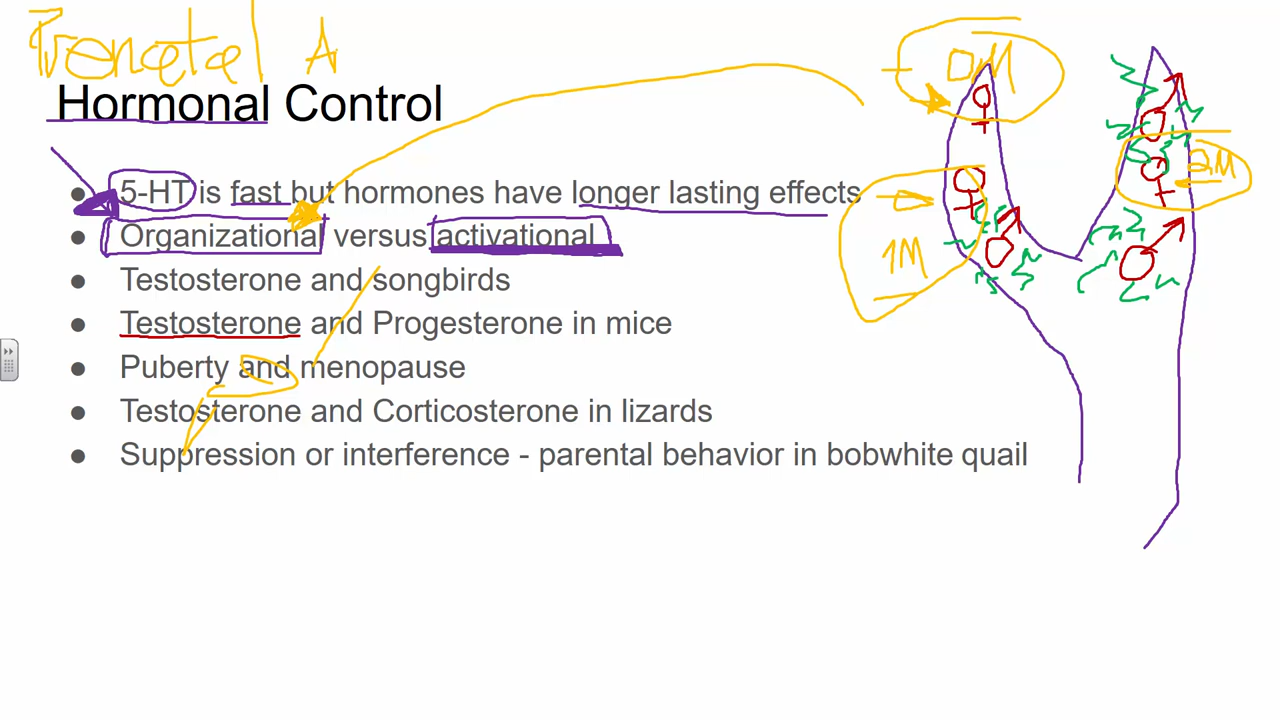 Prenatal A
Hormonal Control
● 5-HT is fast but hormones have longer lasting effects
● Organizational versus activational
● Testosterone and songbirds
● Testosterone and Progesterone in mice
● Puberty and menopause
● Testosterone and Corticosterone in lizards
● Suppression or interference - parental behavior in bobwhite quail
0M
2M
1M